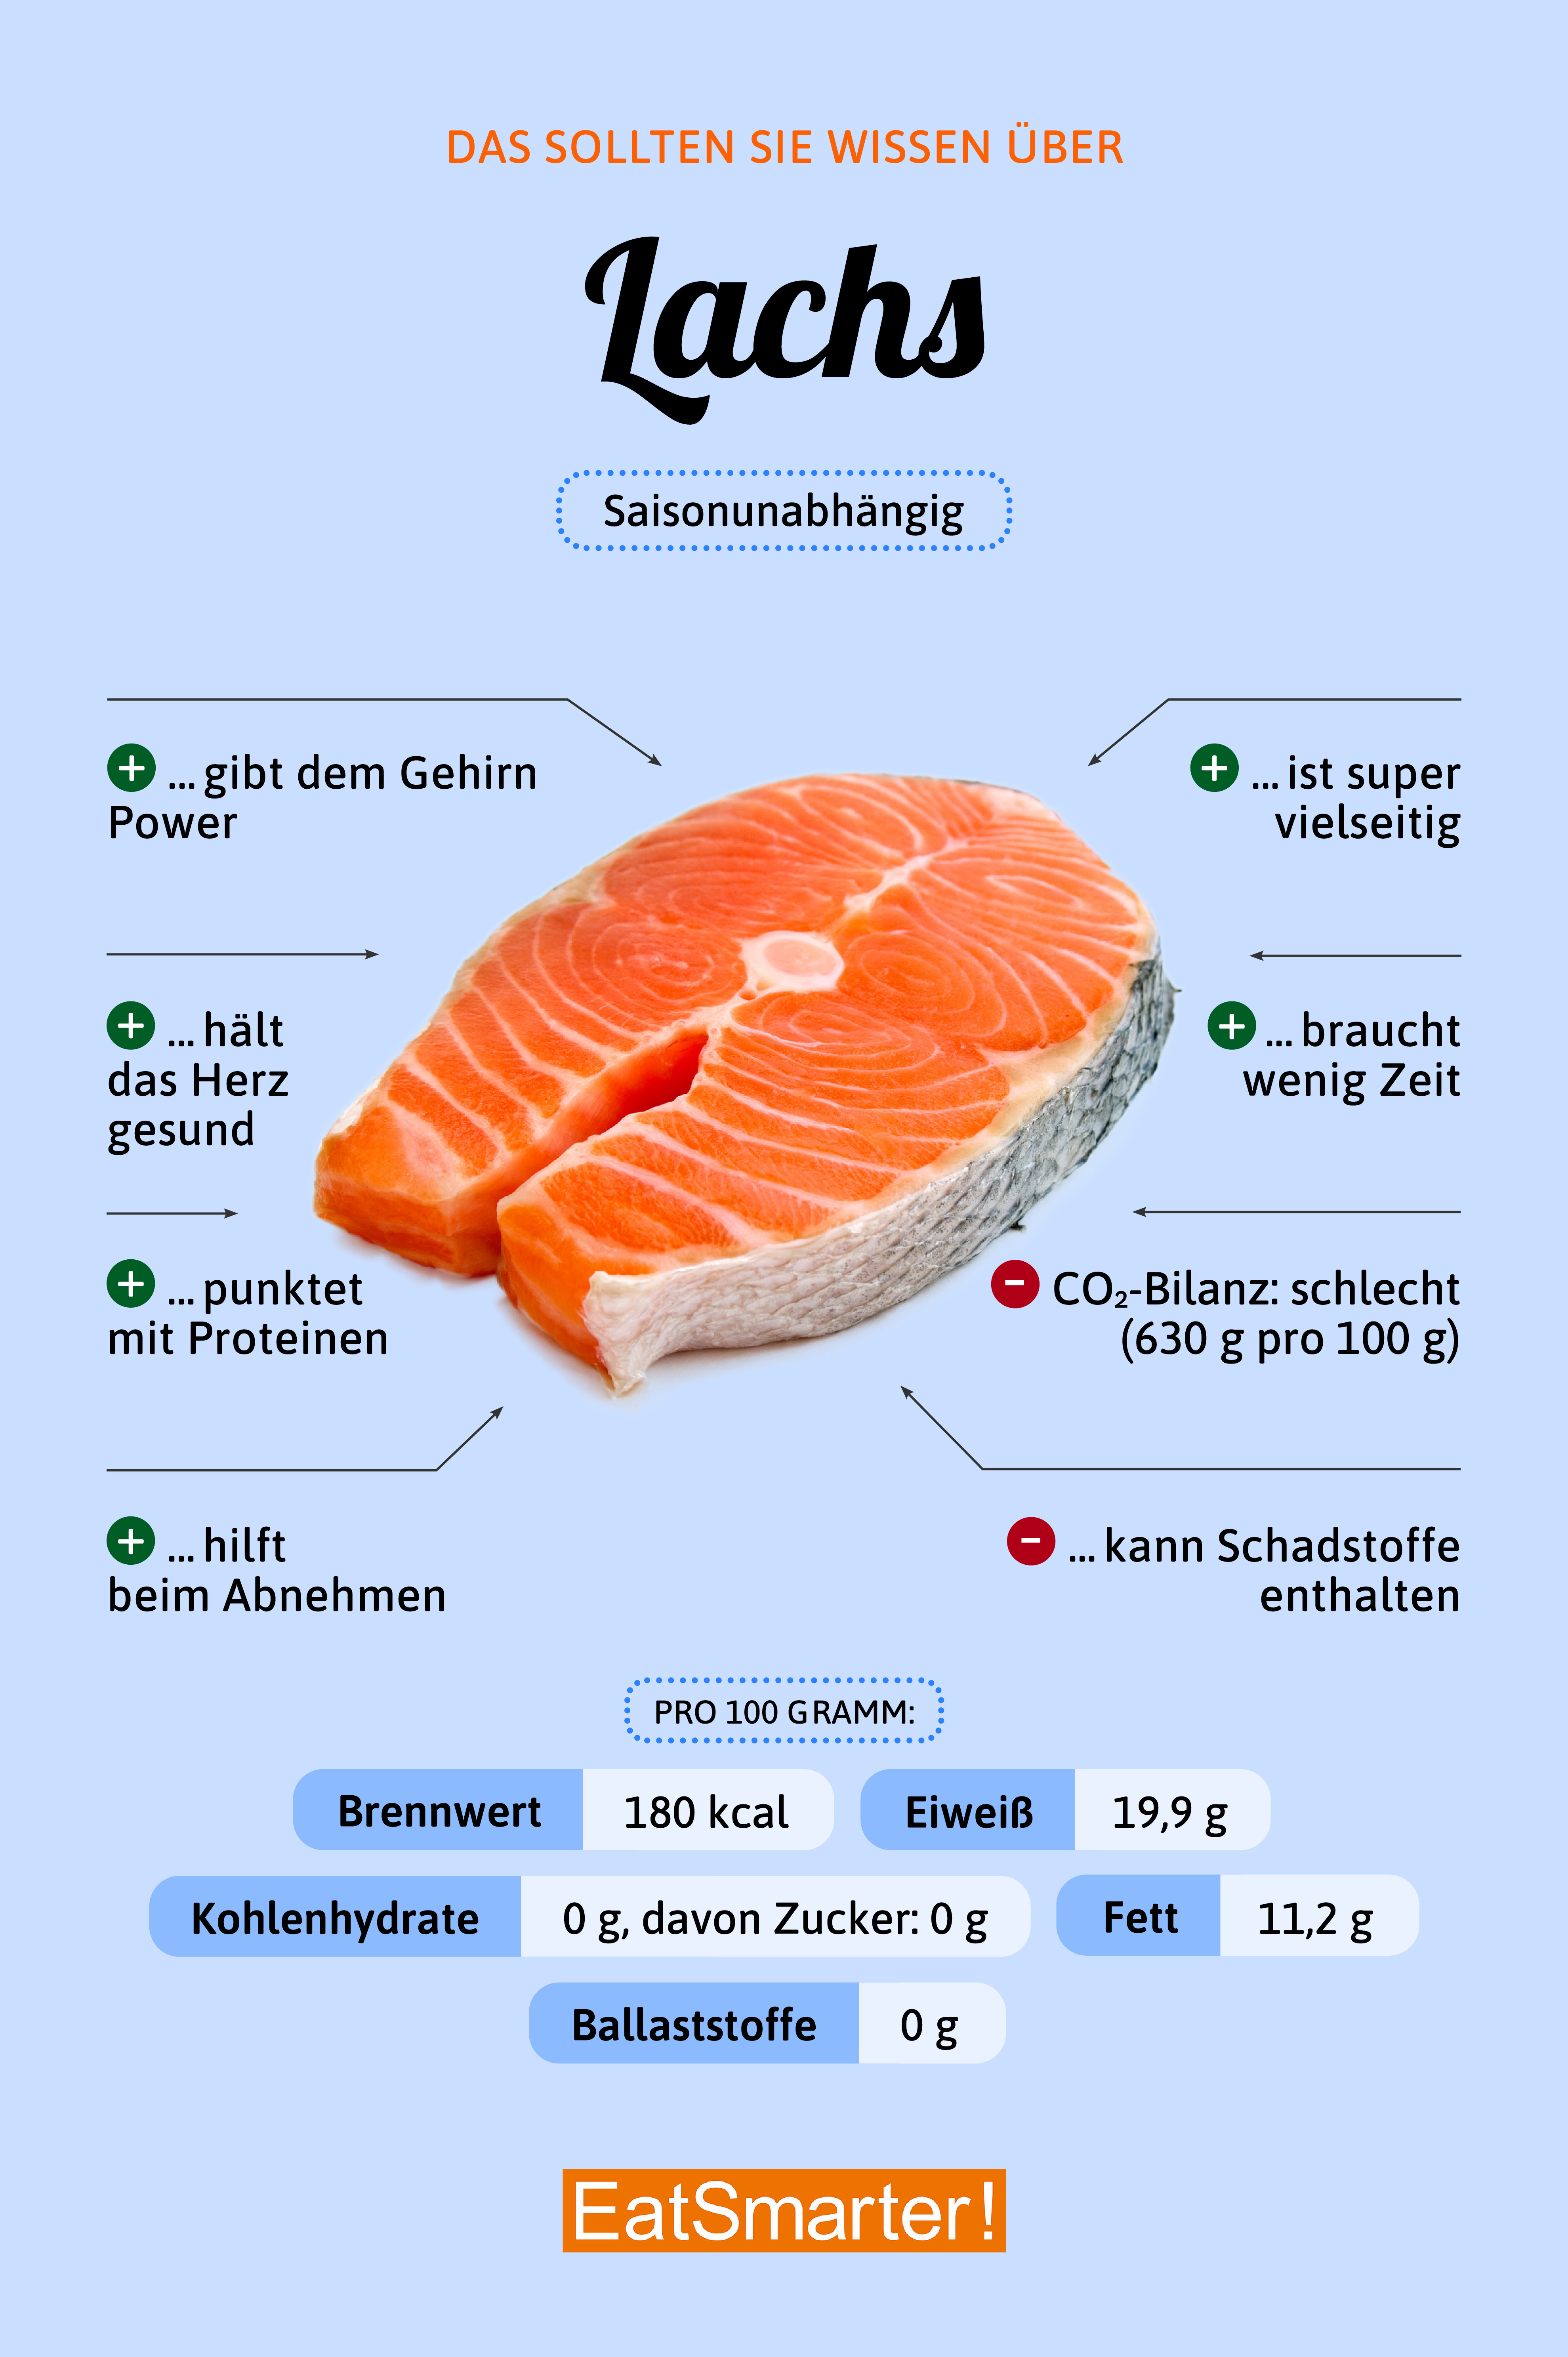 DAS SOLLTEN SIE WISSEN ÜBER
Lachs
Saisonunabhängig
+ ... gibt dem Gehirn
Power
+ ... hält
das Herz
gesund
+ ... punktet
mit Proteinen
+ ... hilft
beim Abnehmen
+ ... ist super
vielseitig
+ ... braucht
wenig Zeit
− CO₂-Bilanz: schlecht
(630 g pro 100 g)
− ... kann Schadstoffe
enthalten
PRO 100 GRAMM:
Brennwert 180 kcal Eiweiß 19,9 g
Kohlenhydrate 0 g, davon Zucker: 0 g Fett 11,2 g
Ballaststoffe 0 g
EatSmarter!